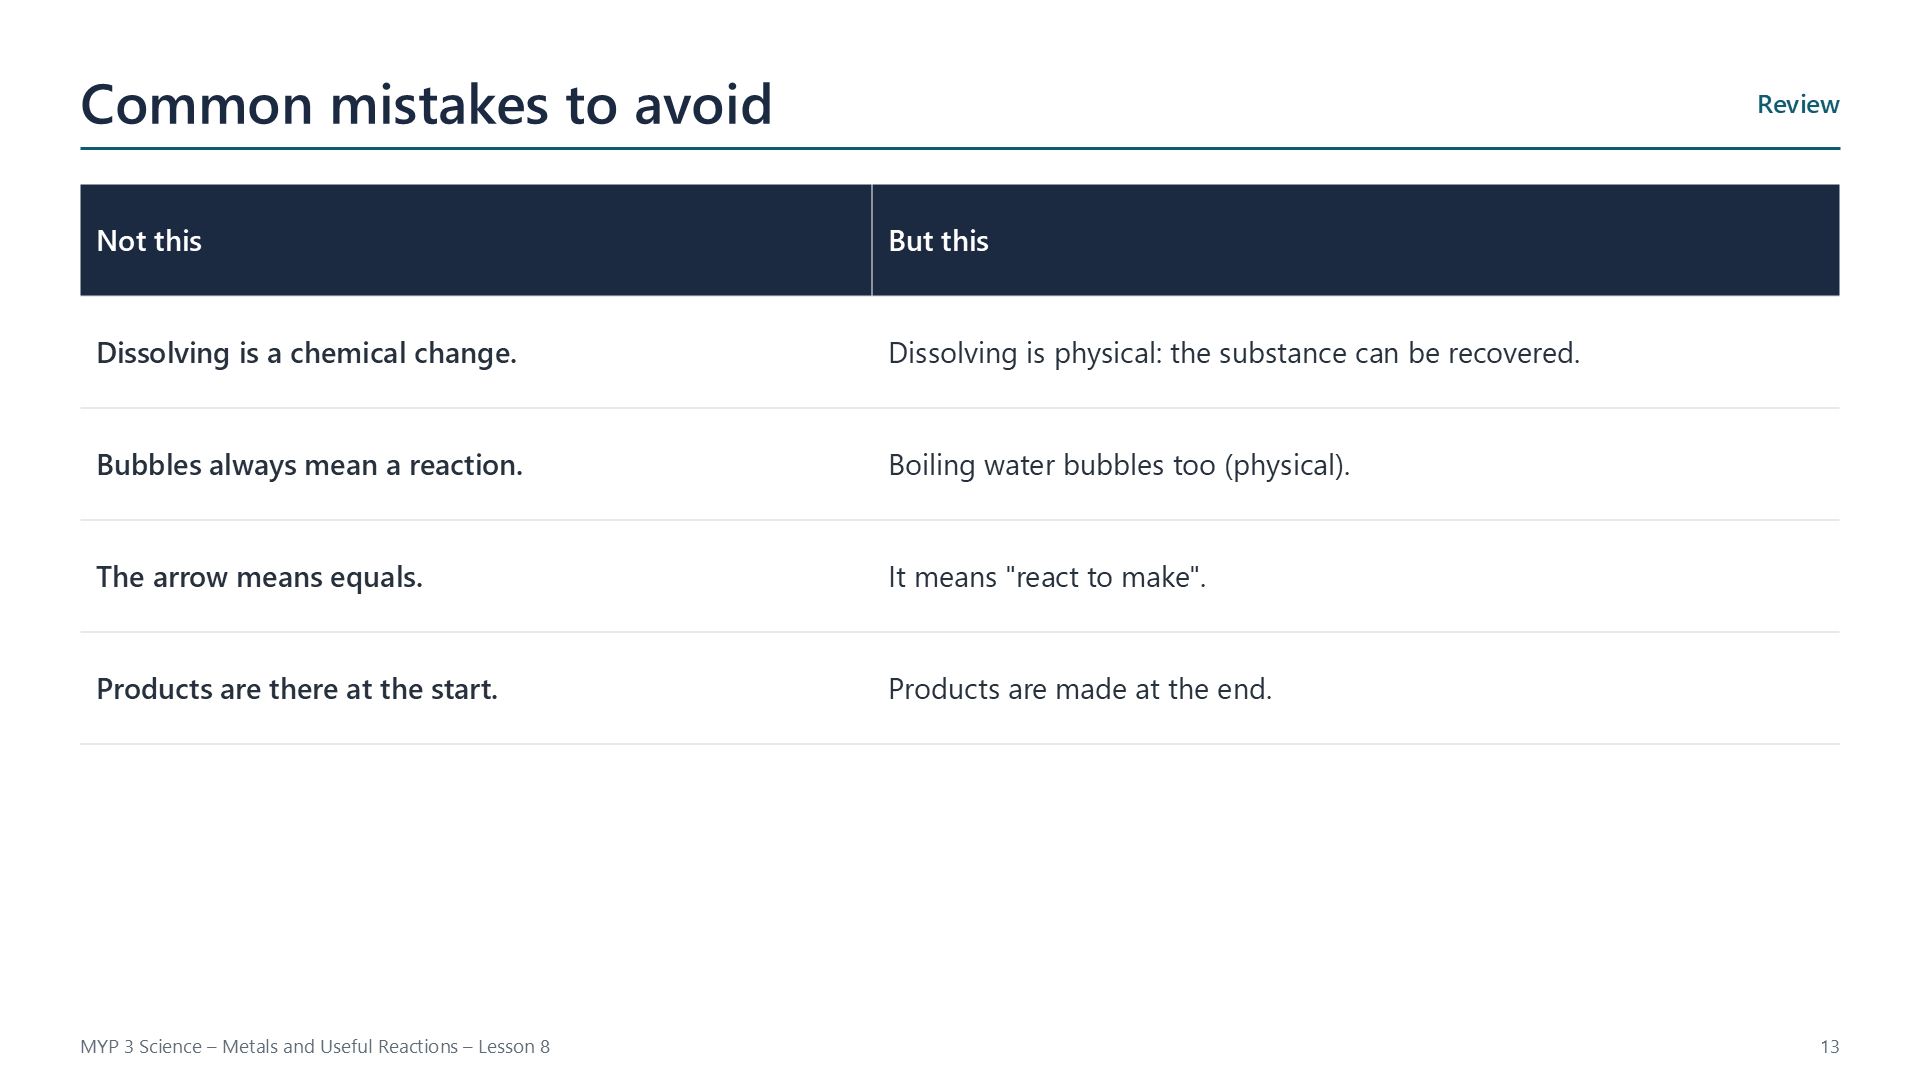 Common mistakes to avoid
Review
Not this
But this
Dissolving is a chemical change.
Dissolving is physical: the substance can be recovered.
Bubbles always mean a reaction.
Boiling water bubbles too (physical).
The arrow means equals.
It means "react to make".
Products are there at the start.
Products are made at the end.
MYP 3 Science – Metals and Useful Reactions – Lesson 8
13